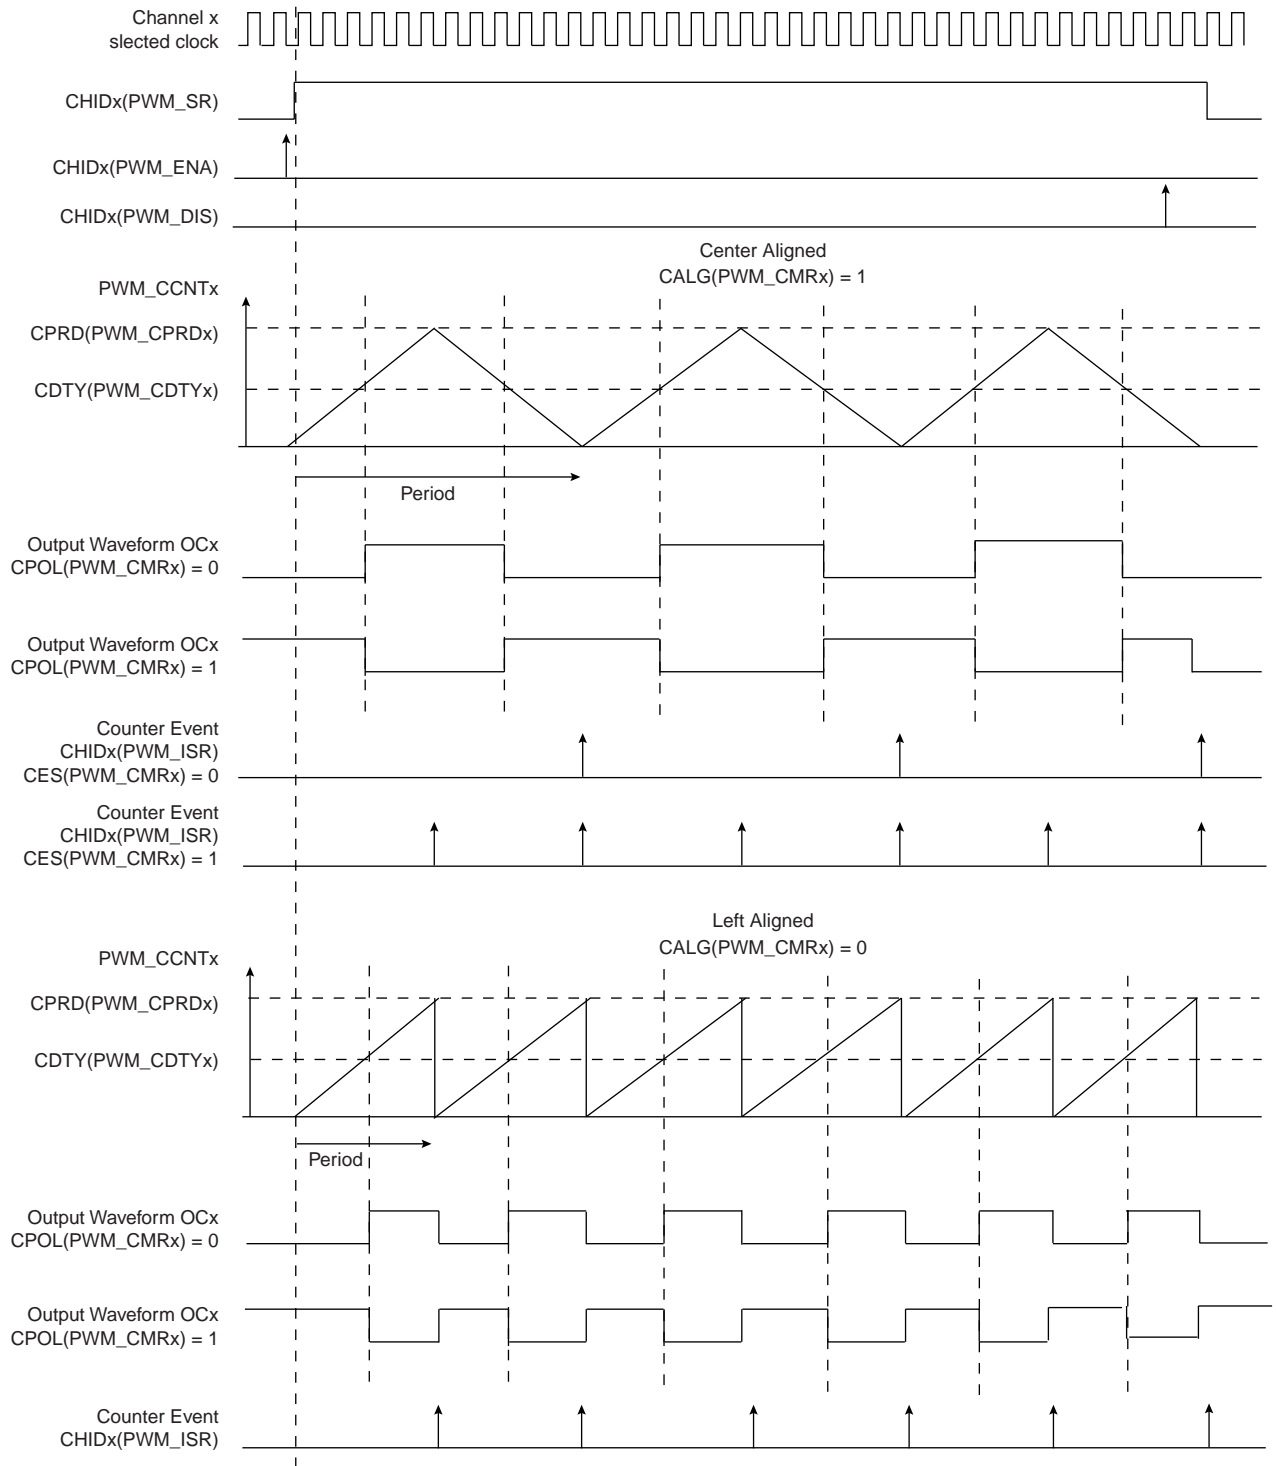 Channel x
slected clock
CHIDx(PWM_SR)
CHIDx(PWM_ENA)
CHIDx(PWM_DIS)
Center Aligned
CALG(PWM_CMRx) = 1
PWM_CCNTx
CPRD(PWM_CPRDx)
CDTY(PWM_CDTYx)
Period
Output Waveform OCx
CPOL(PWM_CMRx) = 0
Output Waveform OCx
CPOL(PWM_CMRx) = 1
Counter Event
CHIDx(PWM_ISR)
CES(PWM_CMRx) = 0
Counter Event
CHIDx(PWM_ISR)
CES(PWM_CMRx) = 1
Left Aligned
CALG(PWM_CMRx) = 0
PWM_CCNTx
CPRD(PWM_CPRDx)
CDTY(PWM_CDTYx)
Period
Output Waveform OCx
CPOL(PWM_CMRx) = 0
Output Waveform OCx
CPOL(PWM_CMRx) = 1
Counter Event
CHIDx(PWM_ISR)